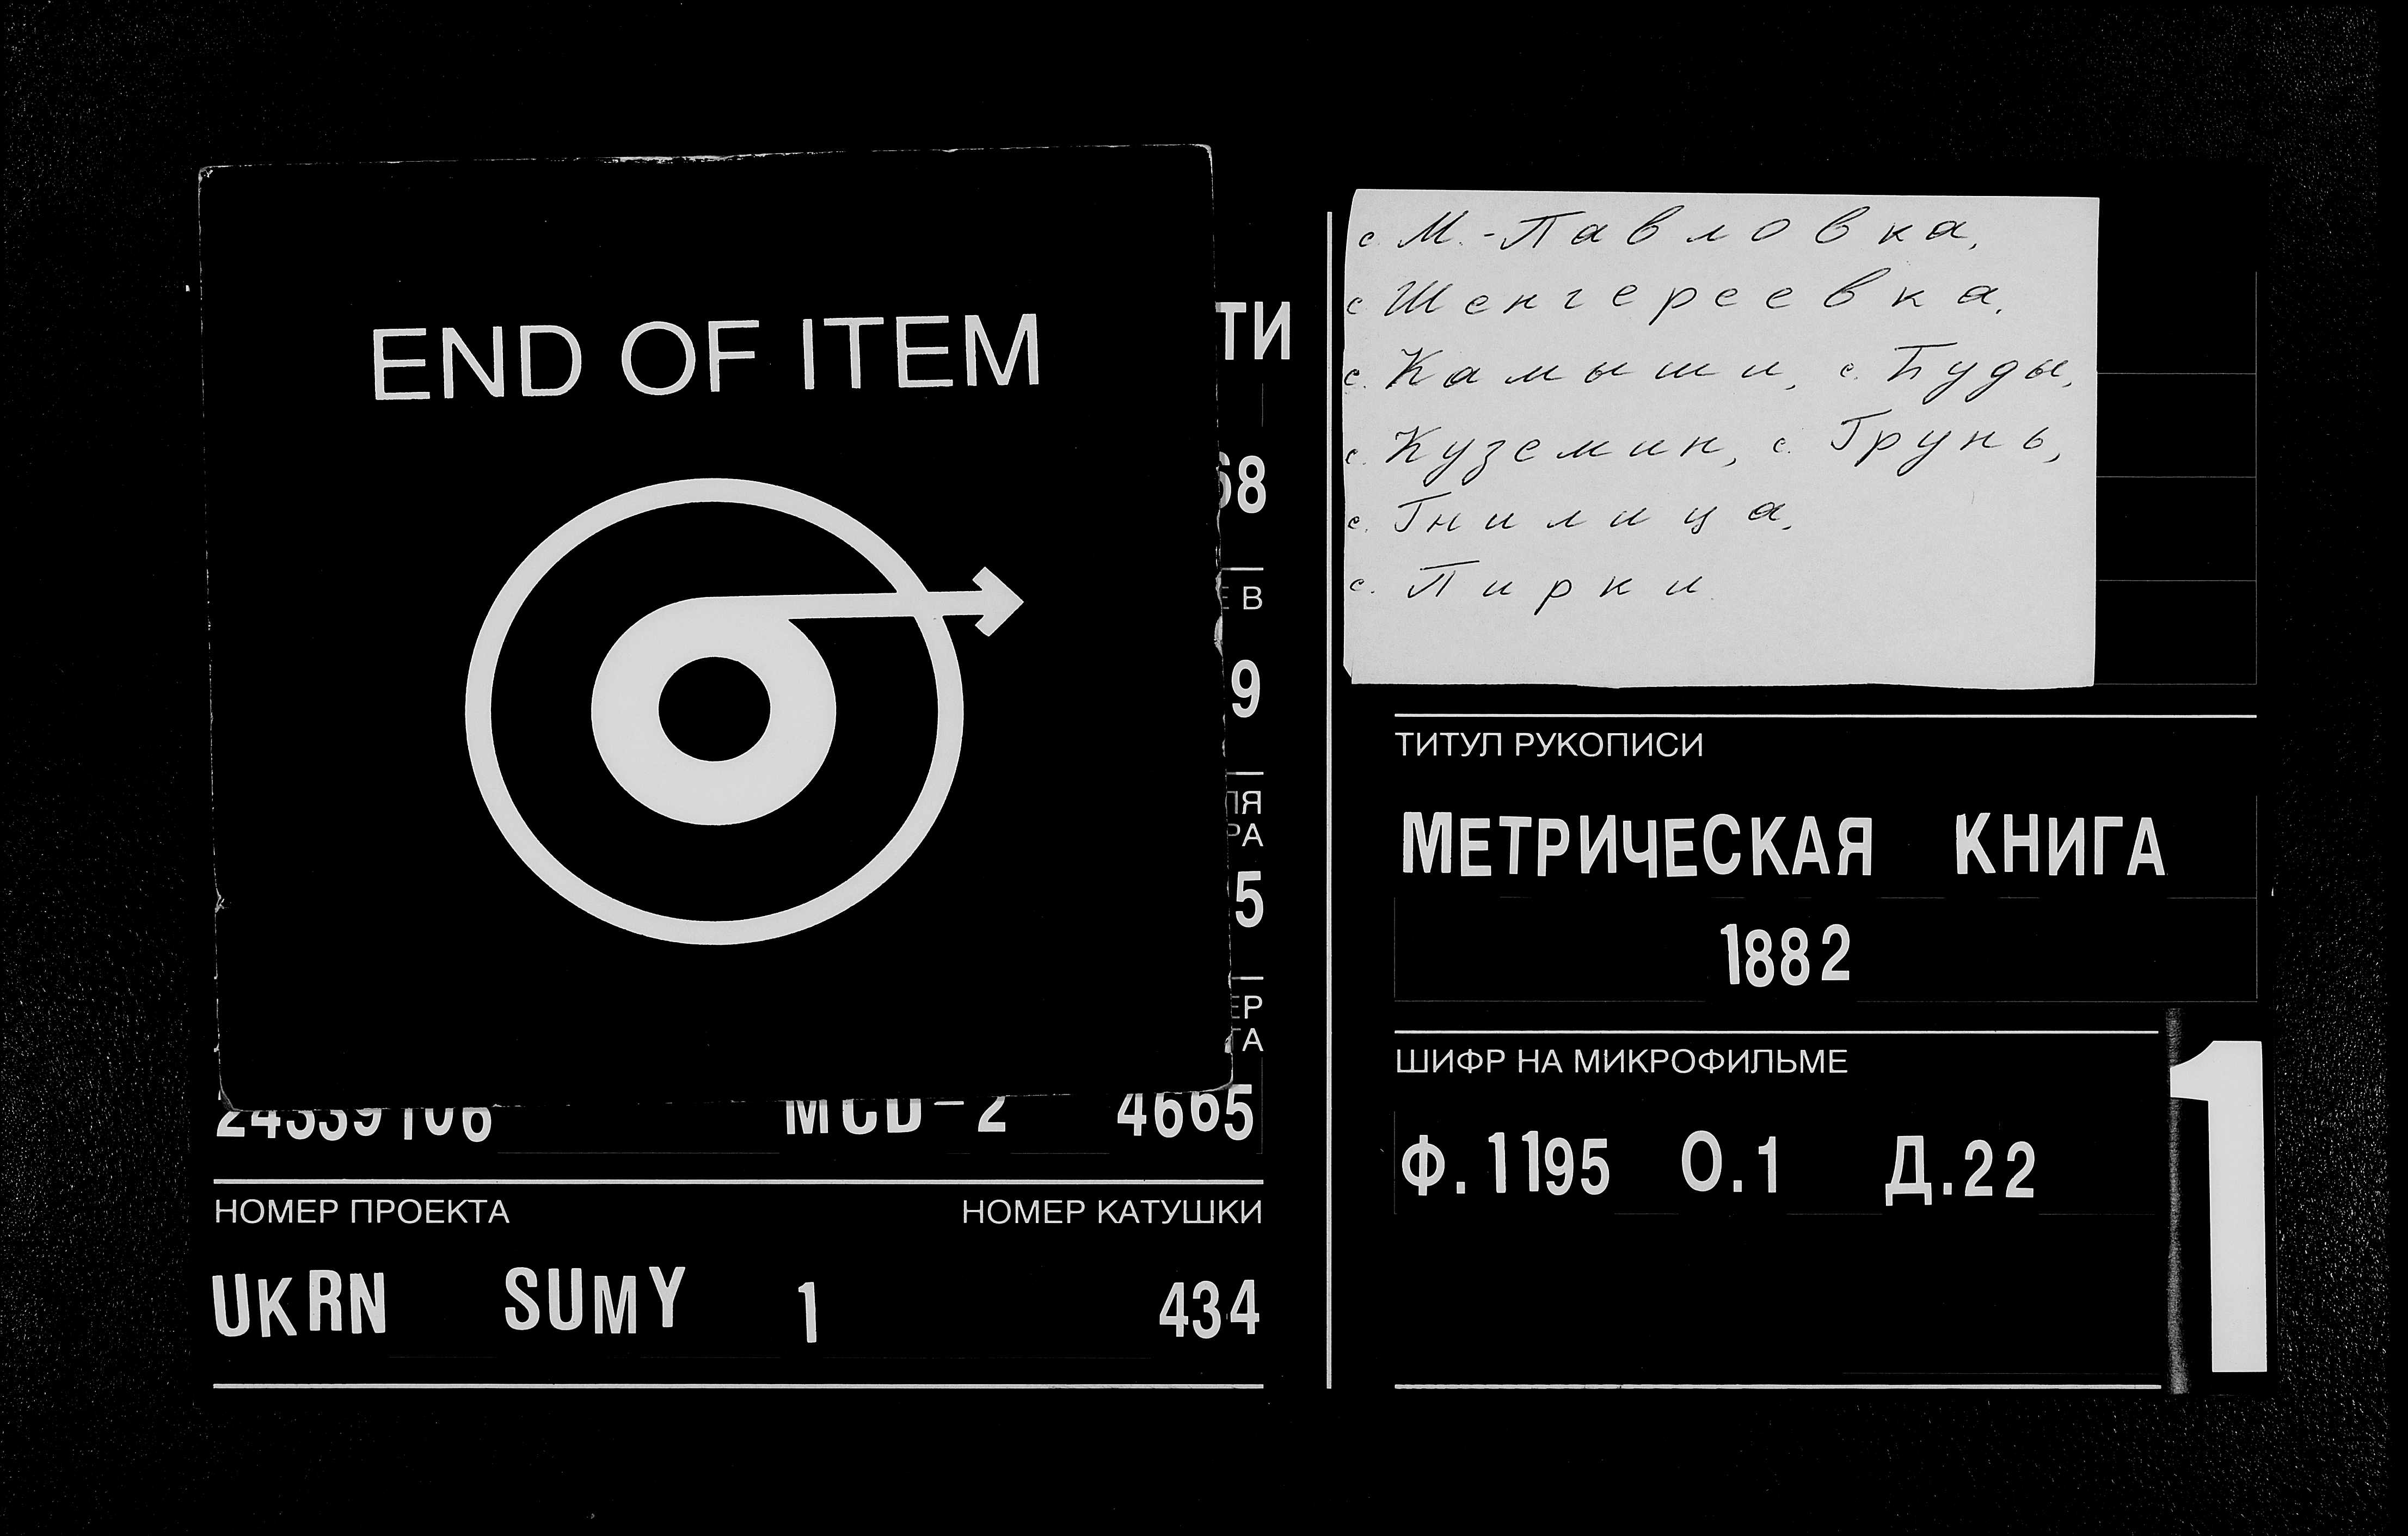 END OF ITEM
ТИ
68
В
9
ЛЯ
РА
5
ЕР
ТА
24339106 MCD-2 4665
НОМЕР ПРОЕКТА НОМЕР КАТУШКИ
UKRN SUMY 1 434
с. М.-Павловка,
с Шенгереевка,
с. Камыши, с. Буды,
с. Куземин, с. Грунь,
с. Гнилица,
с. Пирки
ТИТУЛ РУКОПИСИ
МЕТРИЧЕСКАЯ КНИГА
1882
ШИФР НА МИКРОФИЛЬМЕ
Ф.1195 О.1 Д.22
1